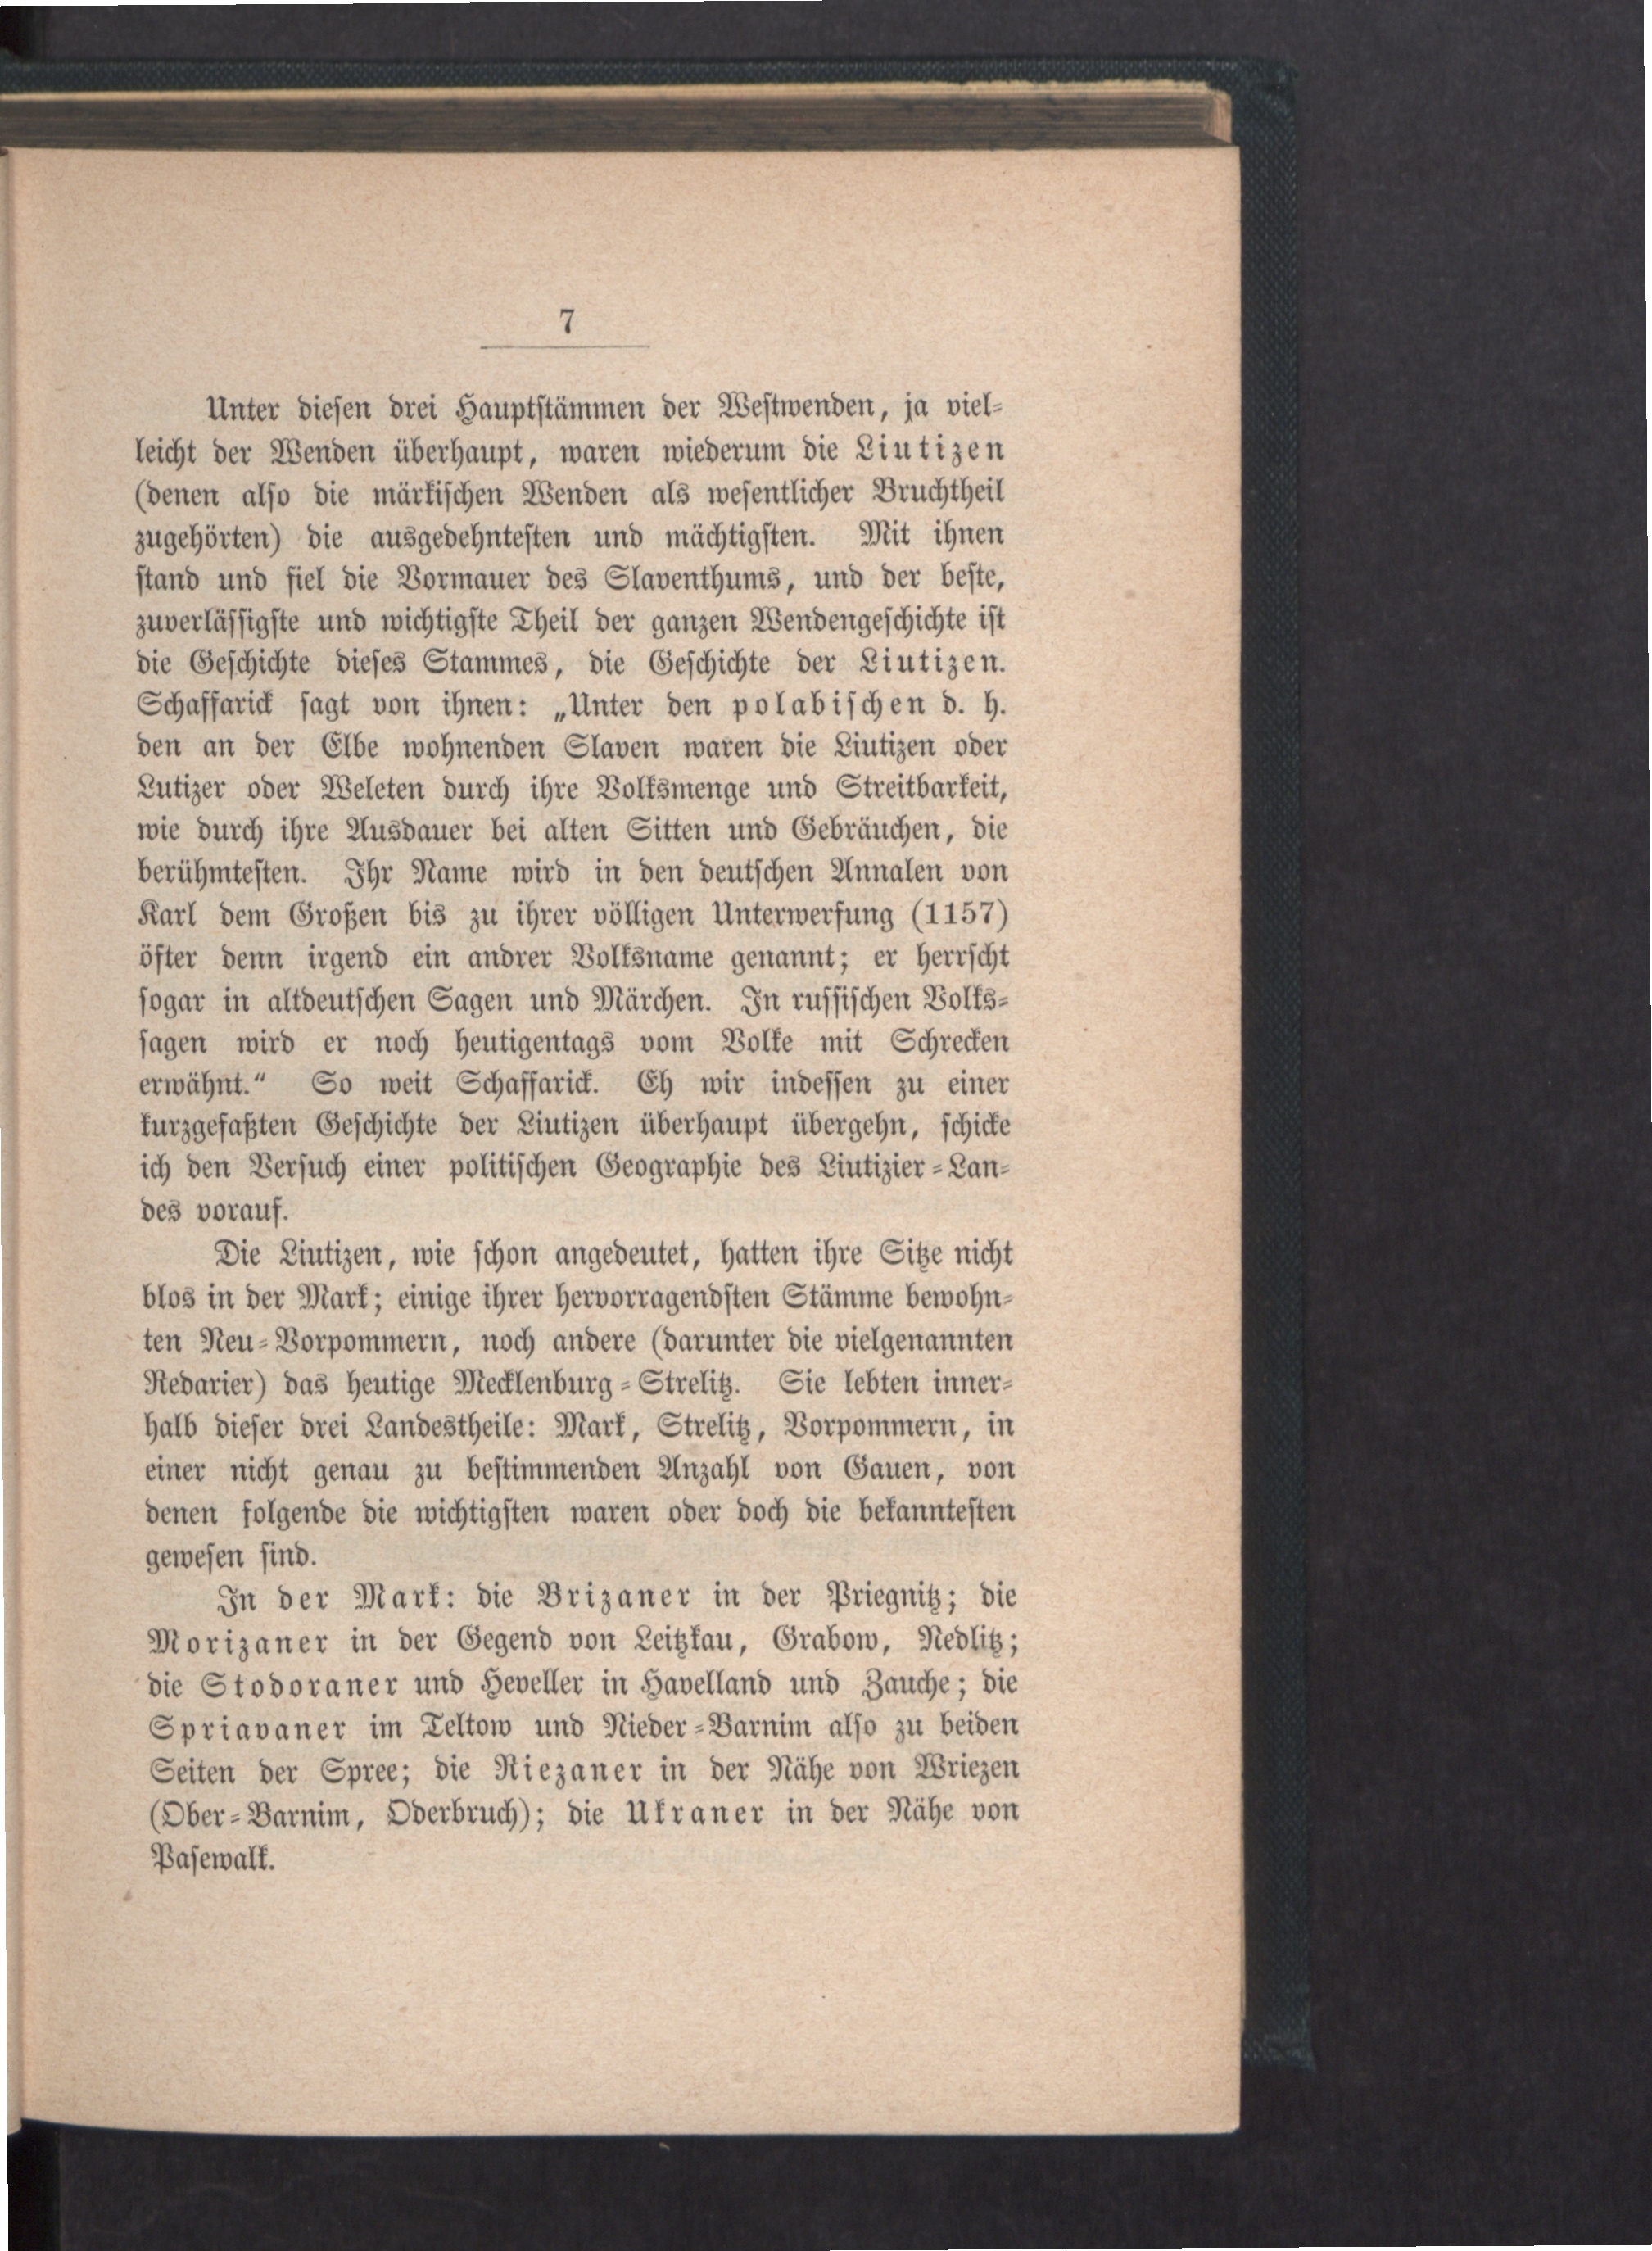 7
Unter diesen drei Hauptstämmen der Westwenden, ja viel-
leicht der Wenden überhaupt, waren wiederum die Liutizen
(denen also die märkischen Wenden als wesentlicher Bruchtheil
zugehörten) die ausgedehntesten und mächtigsten. Mit ihnen
stand und fiel die Vormauer des Slaventhums, und der beste,
zuverlässigste und wichtigste Theil der ganzen Wendengeschichte ist
die Geschichte dieses Stammes, die Geschichte der Liutizen.
Schaffarick sagt von ihnen: „Unter den polabischen d. h.
den an der Elbe wohnenden Slaven waren die Liutizen oder
Lutizer oder Weleten durch ihre Volksmenge und Streitbarkeit,
wie durch ihre Ausdauer bei alten Sitten und Gebräuchen, die
berühmtesten. Ihr Name wird in den deutschen Annalen von
Karl dem Großen bis zu ihrer völligen Unterwerfung (1157)
öfter denn irgend ein andrer Volksname genannt; er herrscht
sogar in altdeutschen Sagen und Märchen. In russischen Volks-
sagen wird er noch heutigentags vom Volke mit Schrecken
erwähnt.“ So weit Schaffarick. Eh wir indessen zu einer
kurzgefaßten Geschichte der Liutizen überhaupt übergehn, schicke
ich den Versuch einer politischen Geographie des Liutizier-Lan-
des vorauf.
Die Liutizen, wie schon angedeutet, hatten ihre Sitze nicht
blos in der Mark; einige ihrer hervorragendsten Stämme bewohn-
ten Neu-Vorpommern, noch andere (darunter die vielgenannten
Redarier) das heutige Mecklenburg-Strelitz. Sie lebten inner-
halb dieser drei Landestheile: Mark, Strelitz, Vorpommern, in
einer nicht genau zu bestimmenden Anzahl von Gauen, von
denen folgende die wichtigsten waren oder doch die bekanntesten
gewesen sind.
In der Mark: die Brizaner in der Priegnitz; die
Morizaner in der Gegend von Leitzkau, Grabow, Nedlitz;
die Stodoraner und Heveller in Havelland und Zauche; die
Spriavaner im Teltow und Nieder-Barnim also zu beiden
Seiten der Spree; die Riezaner in der Nähe von Wriezen
(Ober-Barnim, Oderbruch); die Ukraner in der Nähe von
Pasewalk.